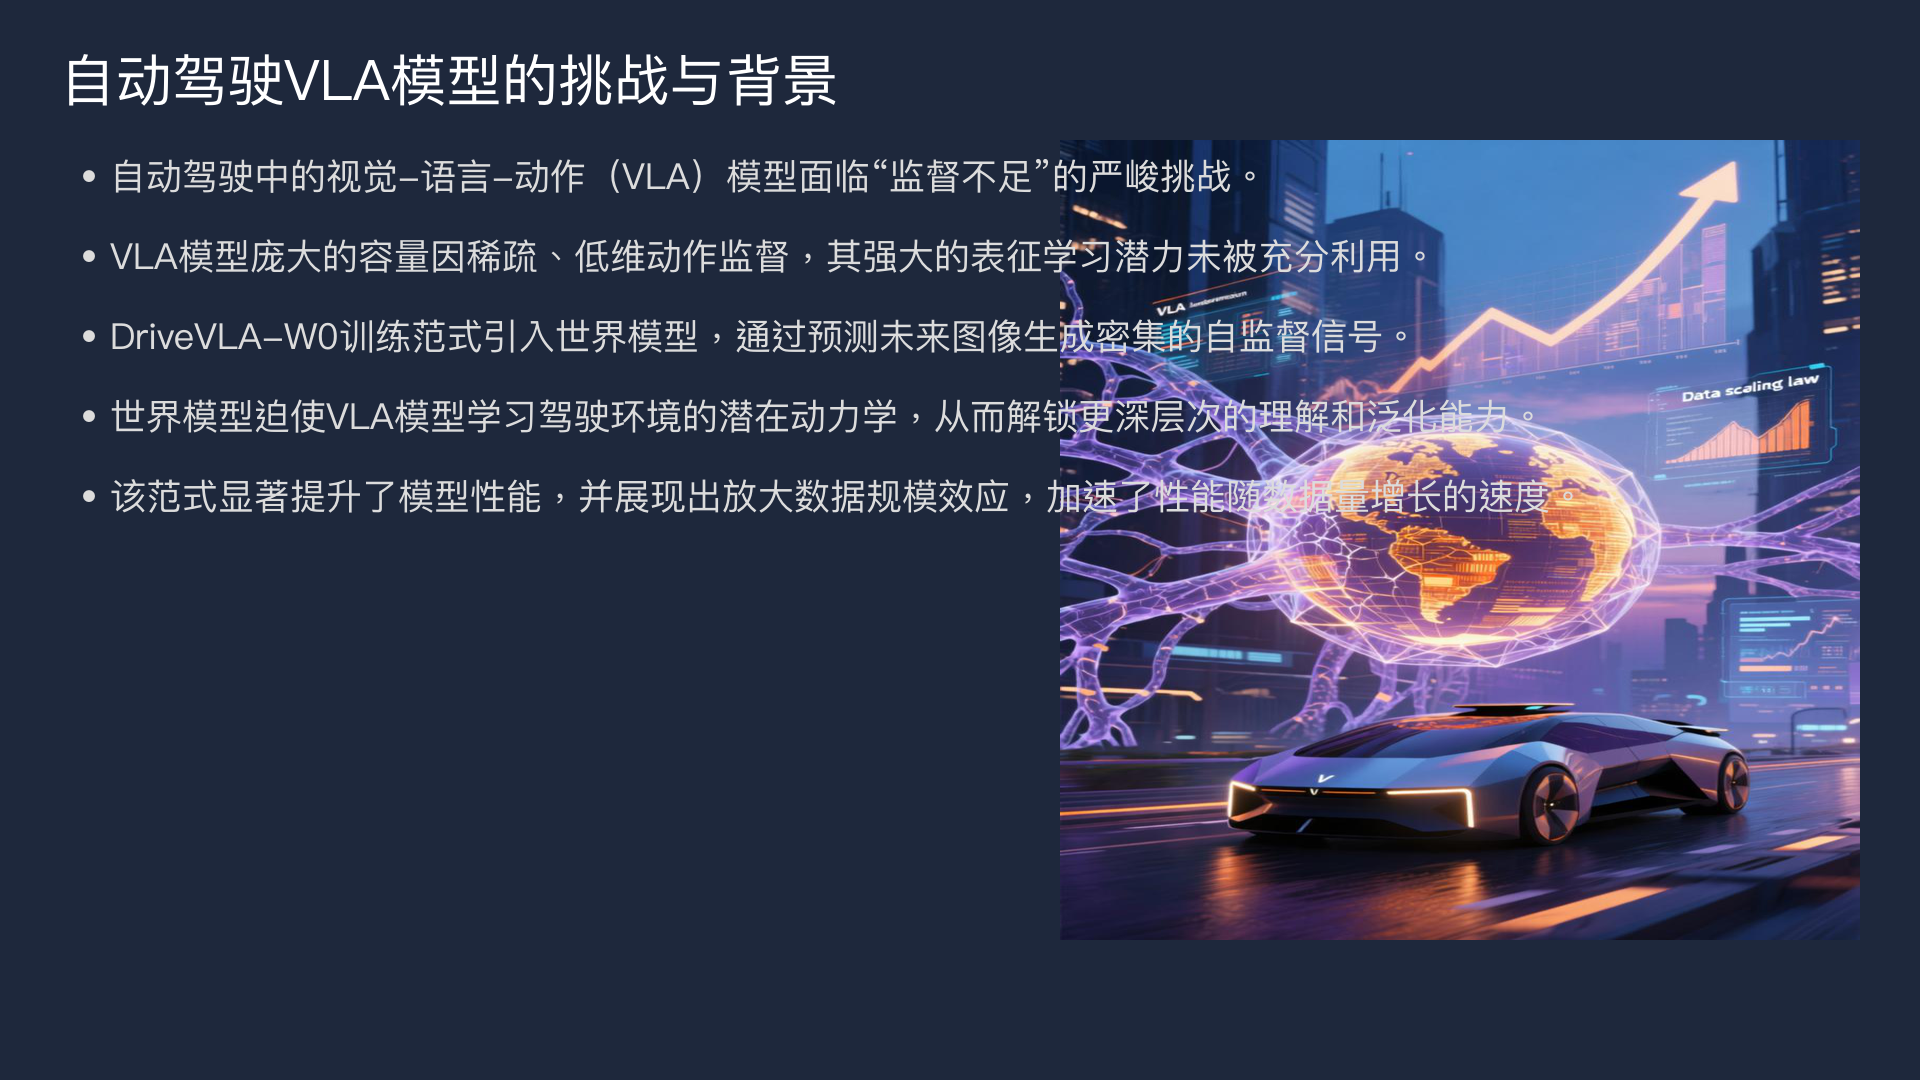 自动驾驶VLA模型的挑战与背景
• 自动驾驶中的视觉-语言-动作（VLA）模型面临“监督不足”的严峻挑战。
• VLA模型庞大的容量因稀疏、低维动作监督，其强大的表征学习潜力未被充分利用。
• DriveVLA-W0训练范式引入世界模型，通过预测未来图像生成密集的自监督信号。
• 世界模型迫使VLA模型学习驾驶环境的潜在动力学，从而解锁更深层次的理解和泛化能力。
• 该范式显著提升了模型性能，并展现出放大数据规模效应，加速了性能随数据量增长的速度。
VLA
Data scaling law